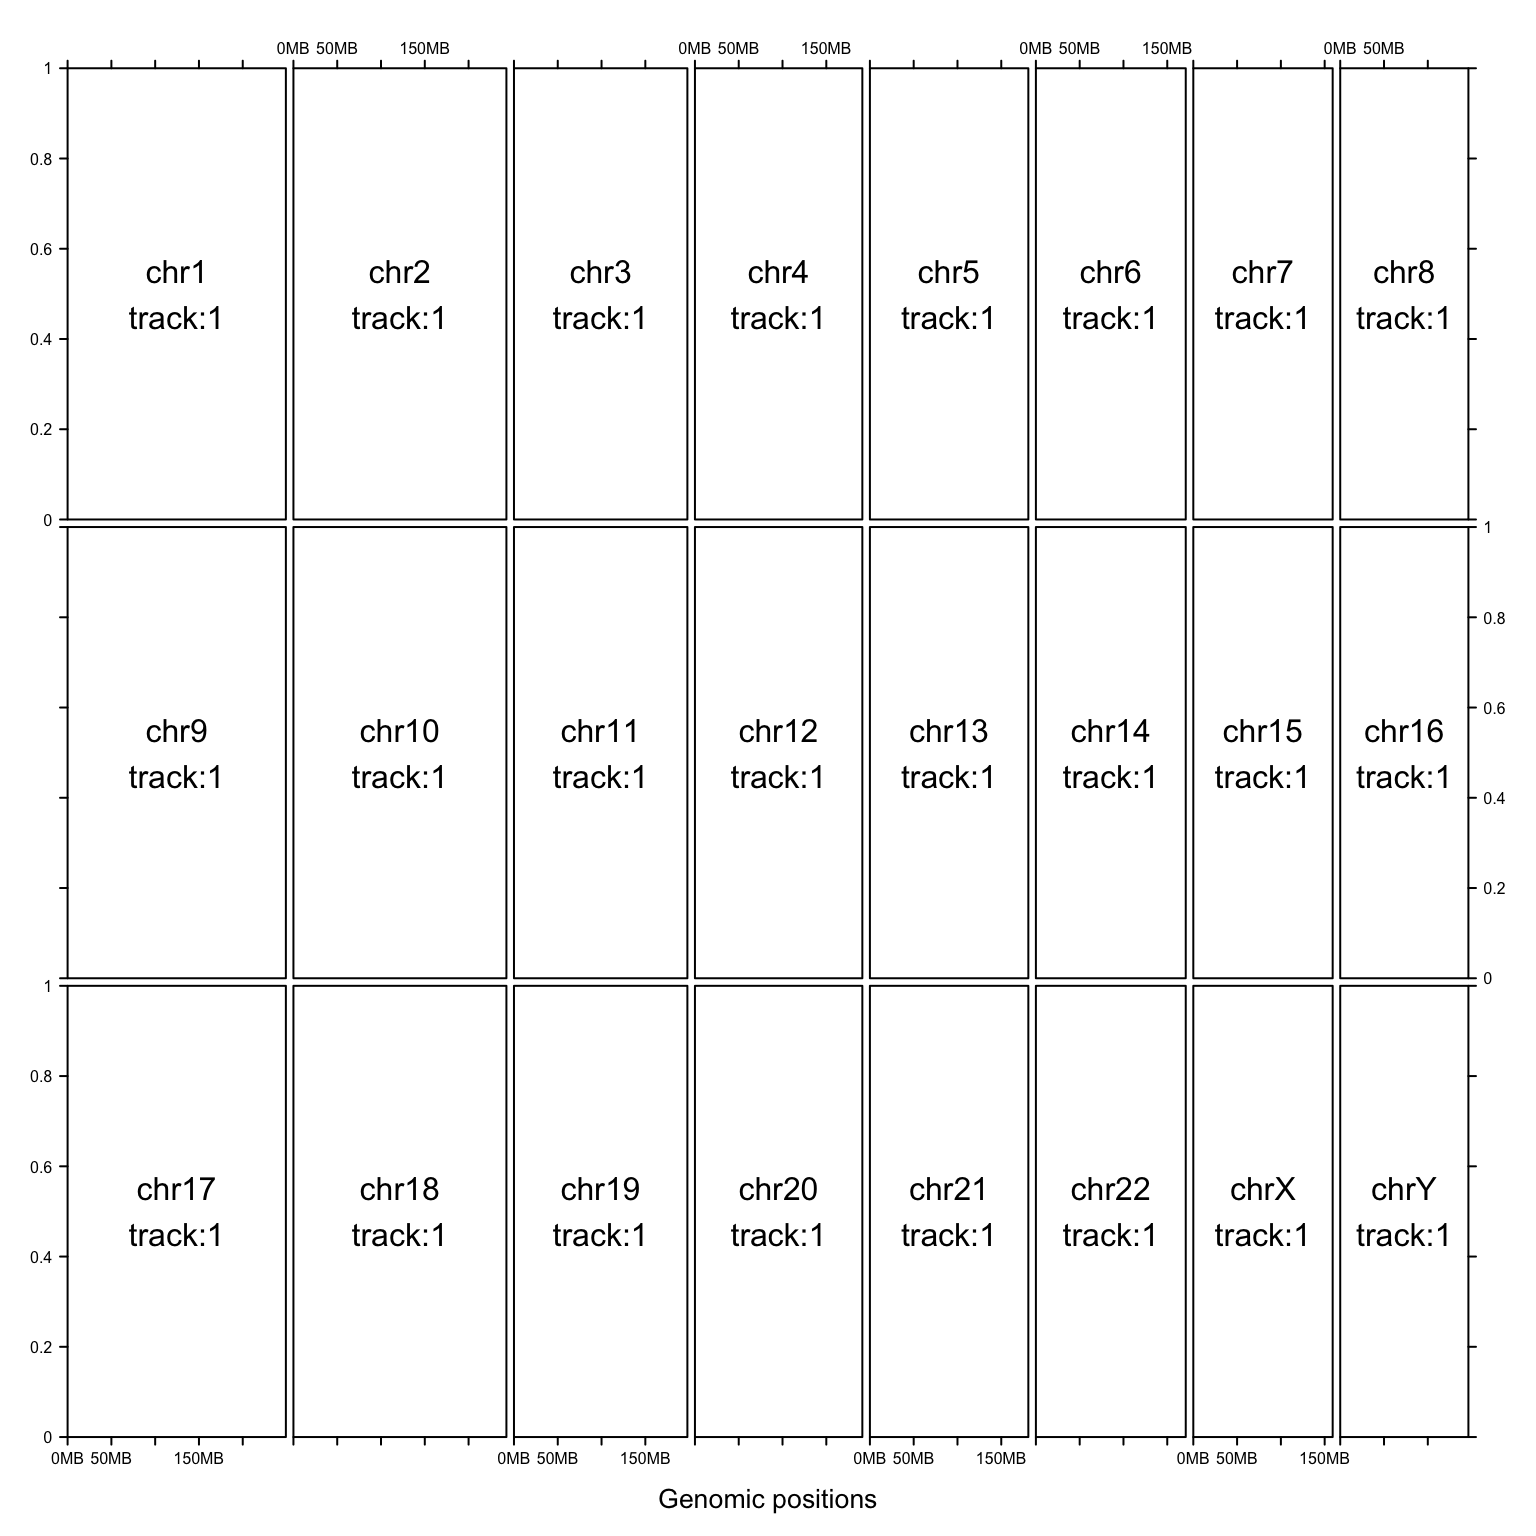 0MB 50MB 150MB 0MB 50MB 150MB 0MB 50MB 150MB 0MB 50MB
1
0.8
0.6
chr1 chr2 chr3 chr4 chr5 chr6 chr7 chr8
track:1 track:1 track:1 track:1 track:1 track:1 track:1 track:1
0.4
0.2
0
1
0.8
0.6
chr9 chr10 chr11 chr12 chr13 chr14 chr15 chr16
track:1 track:1 track:1 track:1 track:1 track:1 track:1 track:1
0.4
0.2
0
1
0.8
0.6
chr17 chr18 chr19 chr20 chr21 chr22 chrX chrY
track:1 track:1 track:1 track:1 track:1 track:1 track:1 track:1
0.4
0.2
0
0MB 50MB 150MB 0MB 50MB 150MB 0MB 50MB 150MB 0MB 50MB 150MB
Genomic positions